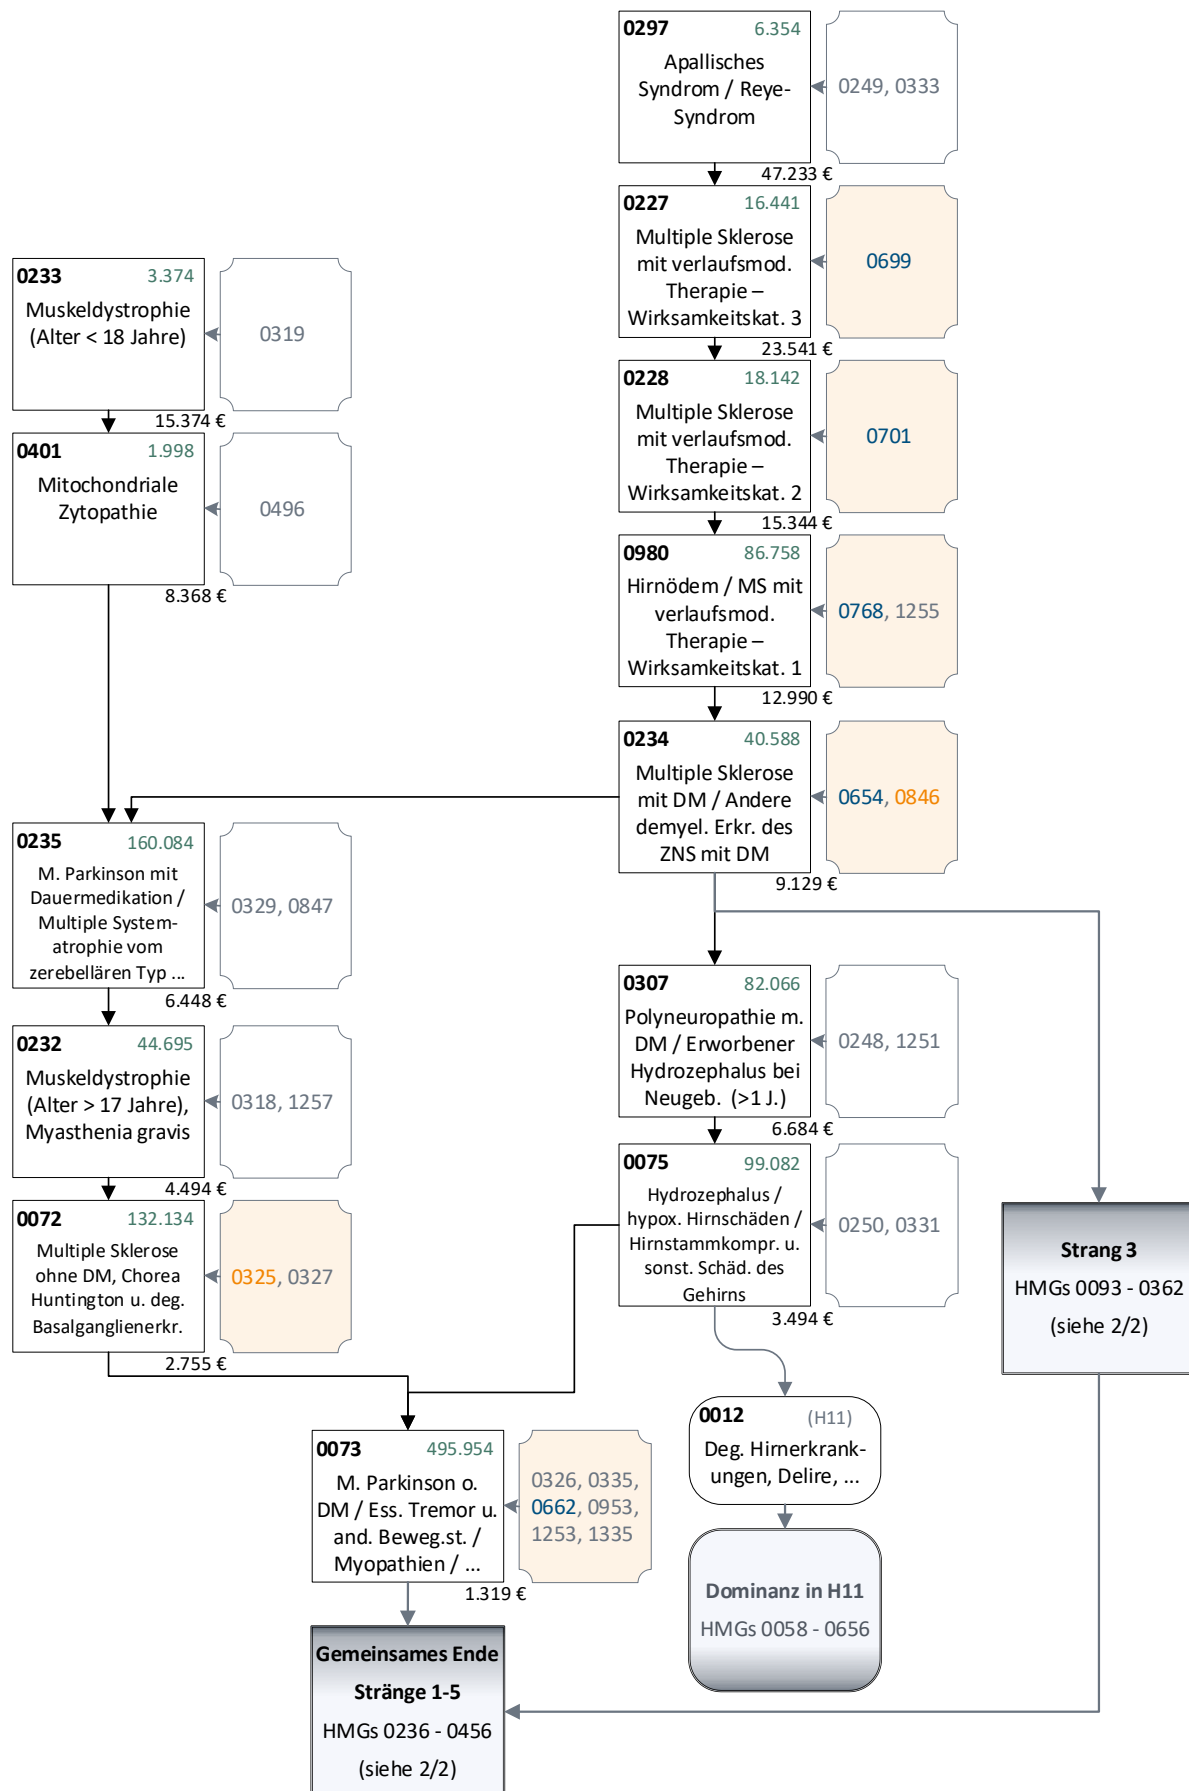 0297 6.354
Apallisches
Syndrom / Reye-
Syndrom
0249, 0333
47.233 €
0227 16.441
Multiple Sklerose
mit verlaufsmod.
Therapie –
Wirksamkeitskat. 3
0699
23.541 €
0233 3.374
Muskeldystrophie
(Alter < 18 Jahre)
0319
15.374 €
0228 18.142
Multiple Sklerose
mit verlaufsmod.
Therapie –
Wirksamkeitskat. 2
0701
15.344 €
0401 1.998
Mitochondriale
Zytopathie
0496
8.368 €
0980 86.758
Hirnödem / MS mit
verlaufsmod.
Therapie –
Wirksamkeitskat. 1
0768, 1255
12.990 €
0234 40.588
Multiple Sklerose
mit DM / Andere
demyel. Erkr. des
ZNS mit DM
0654, 0846
9.129 €
0235 160.084
M. Parkinson mit
Dauermedikation /
Multiple System-
atrophie vom
zerebellären Typ ...
0329, 0847
6.448 €
0307 82.066
Polyneuropathie m.
DM / Erworbener
Hydrozephalus bei
Neugeb. (>1 J.)
0248, 1251
6.684 €
0232 44.695
Muskeldystrophie
(Alter > 17 Jahre),
Myasthenia gravis
0318, 1257
4.494 €
0075 99.082
Hydrozephalus /
hypox. Hirnschäden /
Hirnstammkompr. u.
sonst. Schäd. des
Gehirns
0250, 0331
3.494 €
0072 132.134
Multiple Sklerose
ohne DM, Chorea
Huntington u. deg.
Basalganglienerkr.
0325, 0327
2.755 €
Strang 3
HMGs 0093 - 0362
(siehe 2/2)
0012 (H11)
Deg. Hirnerkrank-
ungen, Delire, ...
0073 495.954
M. Parkinson o.
DM / Ess. Tremor u.
and. Beweg.st. /
Myopathien / ...
0326, 0335,
0662, 0953,
1253, 1335
1.319 €
Dominanz in H11
HMGs 0058 - 0656
Gemeinsames Ende
Stränge 1-5
HMGs 0236 - 0456
(siehe 2/2)